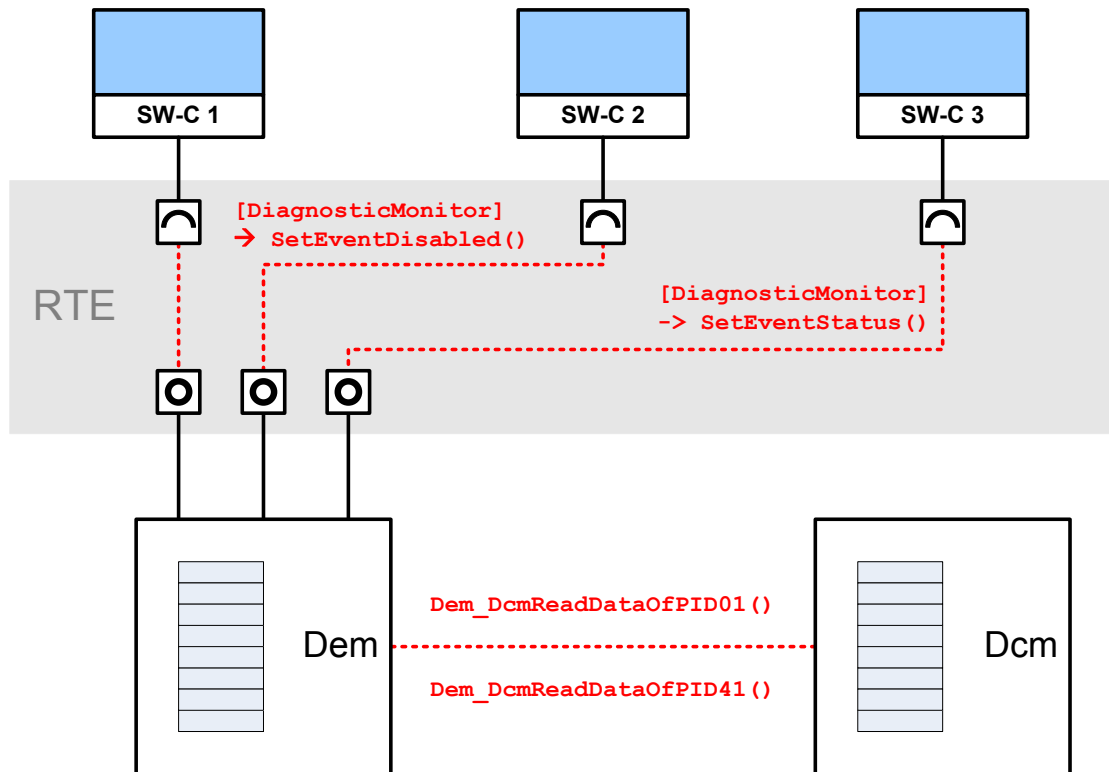 SW-C 1
SW-C 2
SW-C 3
[DiagnosticMonitor]
→ SetEventDisabled()
RTE
[DiagnosticMonitor]
-> SetEventStatus()
Dem_DcmReadDataOfPID01()
Dem
Dcm
Dem_DcmReadDataOfPID41()